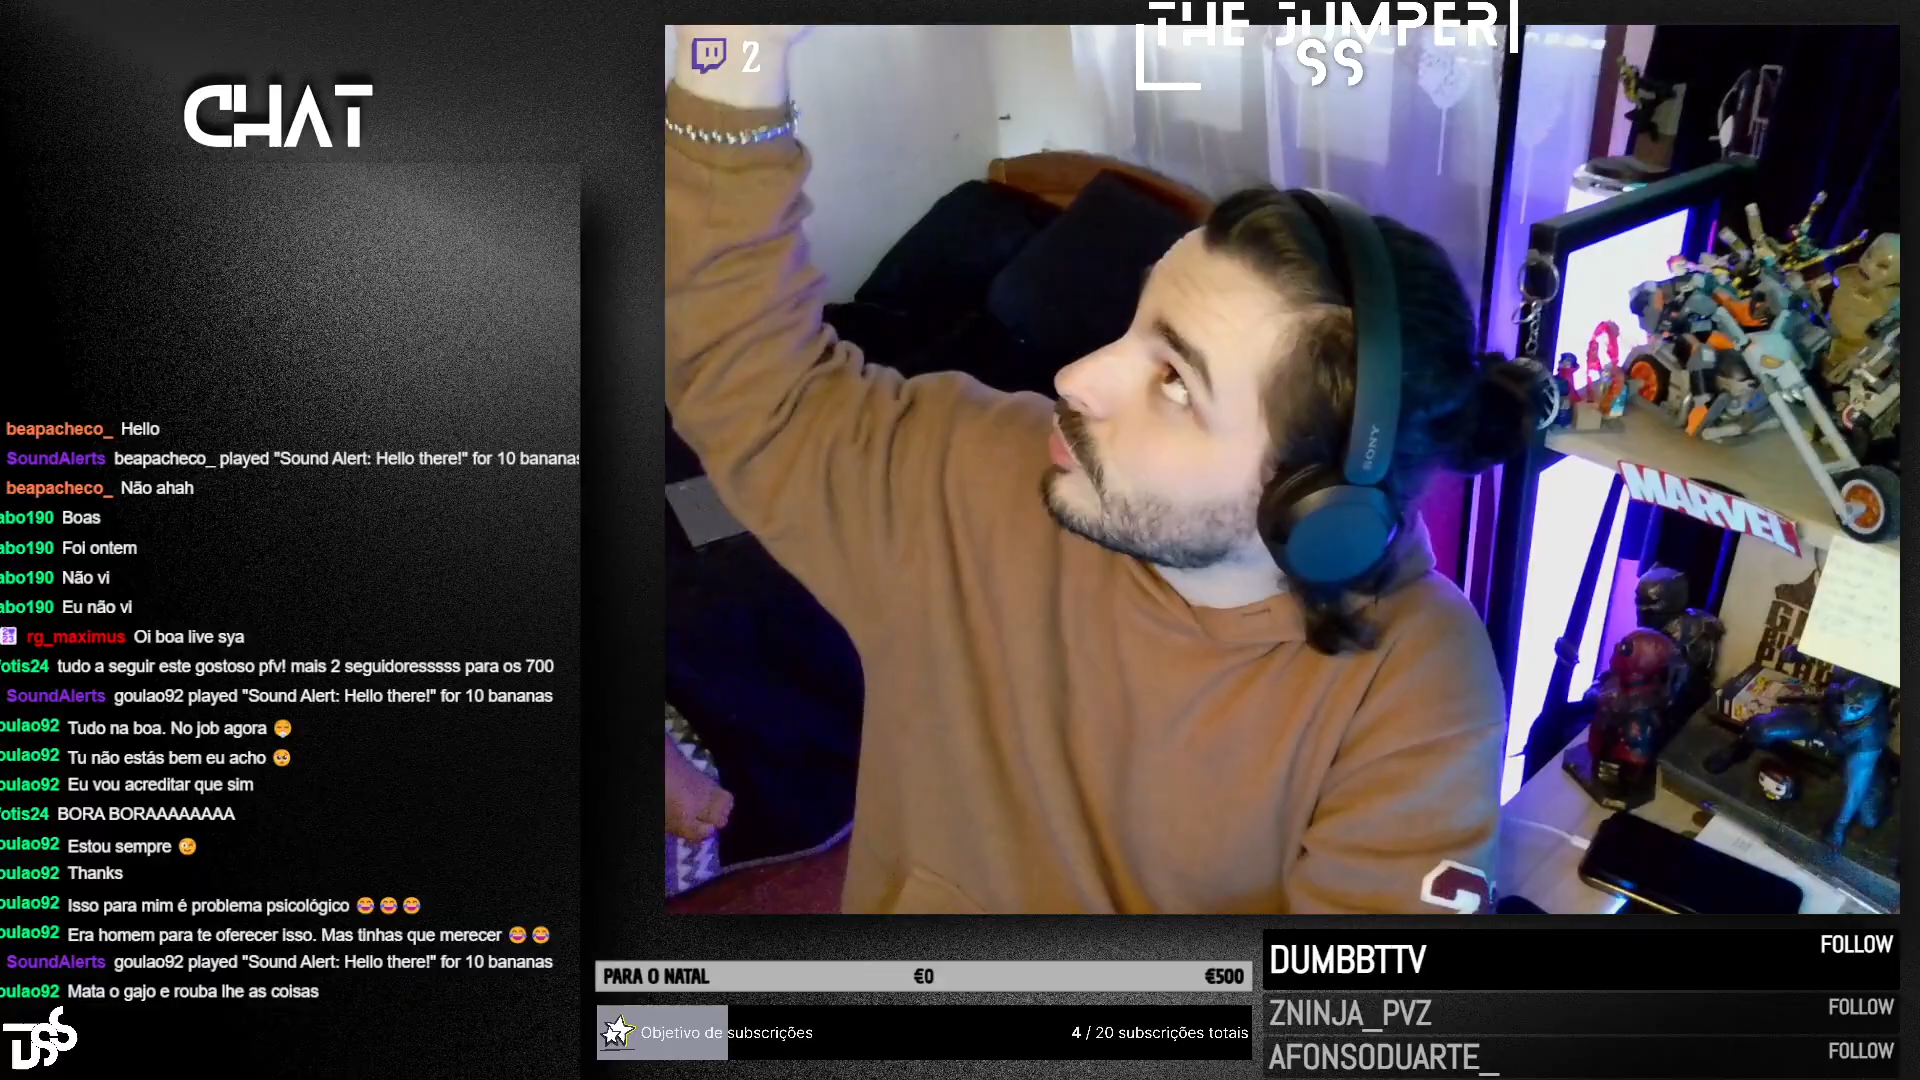 CHAT
beapacheco_ Hello
SoundAlerts beapacheco_ played "Sound Alert: Hello there!" for 10 bananas
beapacheco_ Não ahah
abo190 Boas
abo190 Foi ontem
abo190 Não vi
abo190 Eu não vi
rg_maximus Oi boa live sya
otis24 tudo a seguir este gostoso pfv! mais 2 seguidoresssss para os 700
SoundAlerts goulao92 played "Sound Alert: Hello there!" for 10 bananas
oulao92 Tudo na boa. No job agora 😁
oulao92 Tu não estás bem eu acho 🥺
oulao92 Eu vou acreditar que sim
otis24 BORA BORAAAAAAAA
oulao92 Estou sempre 😘
oulao92 Thanks
oulao92 Isso para mim é problema psicológico 😂 😂 😂
oulao92 Era homem para te oferecer isso. Mas tinhas que merecer 😂 😂
SoundAlerts goulao92 played "Sound Alert: Hello there!" for 10 bananas
oulao92 Mata o gajo e rouba lhe as coisas
2
THE JUMPER
SS
SONY
MARVEL
PARA O NATAL €0 €500
Objetivo de subscrições 4 / 20 subscrições totais
DUMBBTTV FOLLOW
ZNINJA_PVZ FOLLOW
AFONSODUARTE_ FOLLOW